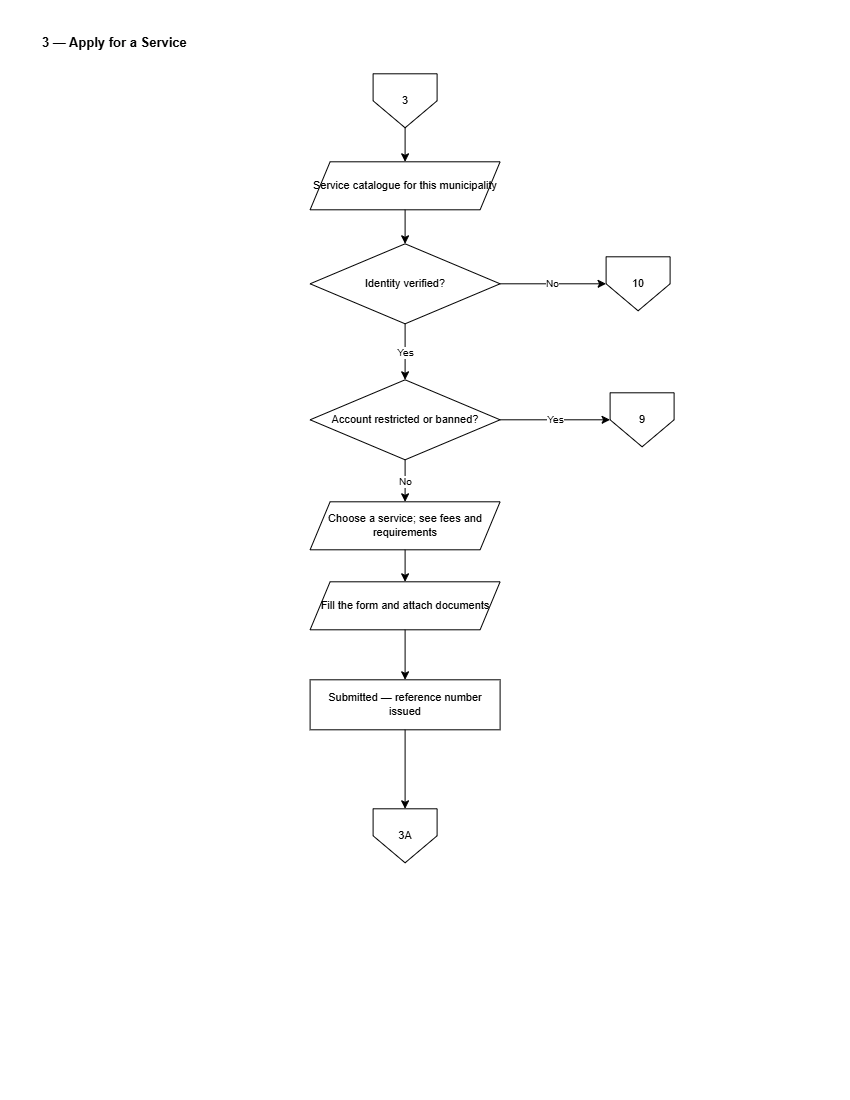 3 — Apply for a Service
3
Service catalogue for this municipality
Identity verified?
No
10
Yes
Account restricted or banned?
Yes
9
No
Choose a service; see fees and
requirements
Fill the form and attach documents
Submitted — reference number
issued
3A